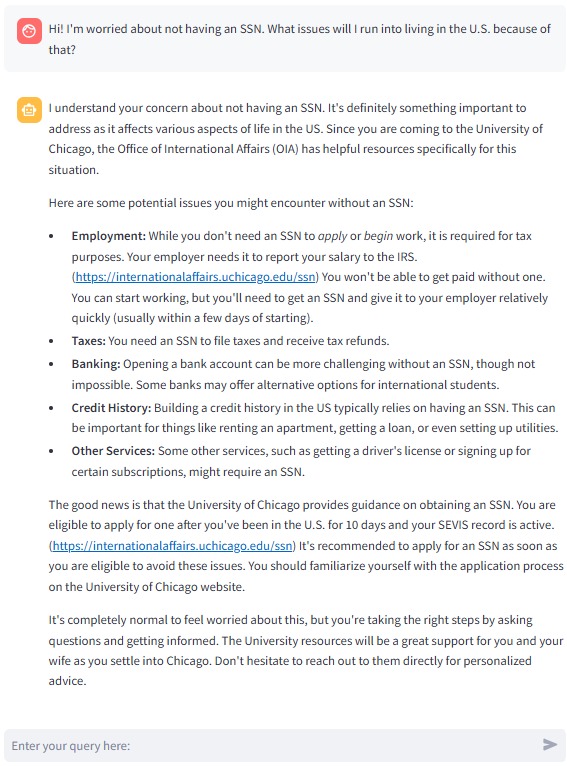 Hi! I'm worried about not having an SSN. What issues will I run into living in the U.S. because of
that?
I understand your concern about not having an SSN. It's definitely something important to
address as it affects various aspects of life in the US. Since you are coming to the University of
Chicago, the Office of International Affairs (OIA) has helpful resources specifically for this
situation.
Here are some potential issues you might encounter without an SSN:
• Employment: While you don't need an SSN to apply or begin work, it is required for tax
purposes. Your employer needs it to report your salary to the IRS.
(https://internationalaffairs.uchicago.edu/ssn) You won't be able to get paid without one.
You can start working, but you'll need to get an SSN and give it to your employer relatively
quickly (usually within a few days of starting).
• Taxes: You need an SSN to file taxes and receive tax refunds.
• Banking: Opening a bank account can be more challenging without an SSN, though not
impossible. Some banks may offer alternative options for international students.
• Credit History: Building a credit history in the US typically relies on having an SSN. This can
be important for things like renting an apartment, getting a loan, or even setting up utilities.
• Other Services: Some other services, such as getting a driver's license or signing up for
certain subscriptions, might require an SSN.
The good news is that the University of Chicago provides guidance on obtaining an SSN. You are
eligible to apply for one after you've been in the U.S. for 10 days and your SEVIS record is active.
(https://internationalaffairs.uchicago.edu/ssn) It's recommended to apply for an SSN as soon as
you are eligible to avoid these issues. You should familiarize yourself with the application process
on the University of Chicago website.
It's completely normal to feel worried about this, but you're taking the right steps by asking
questions and getting informed. The University resources will be a great support for you and your
wife as you settle into Chicago. Don't hesitate to reach out to them directly for personalized
advice.
Enter your query here: